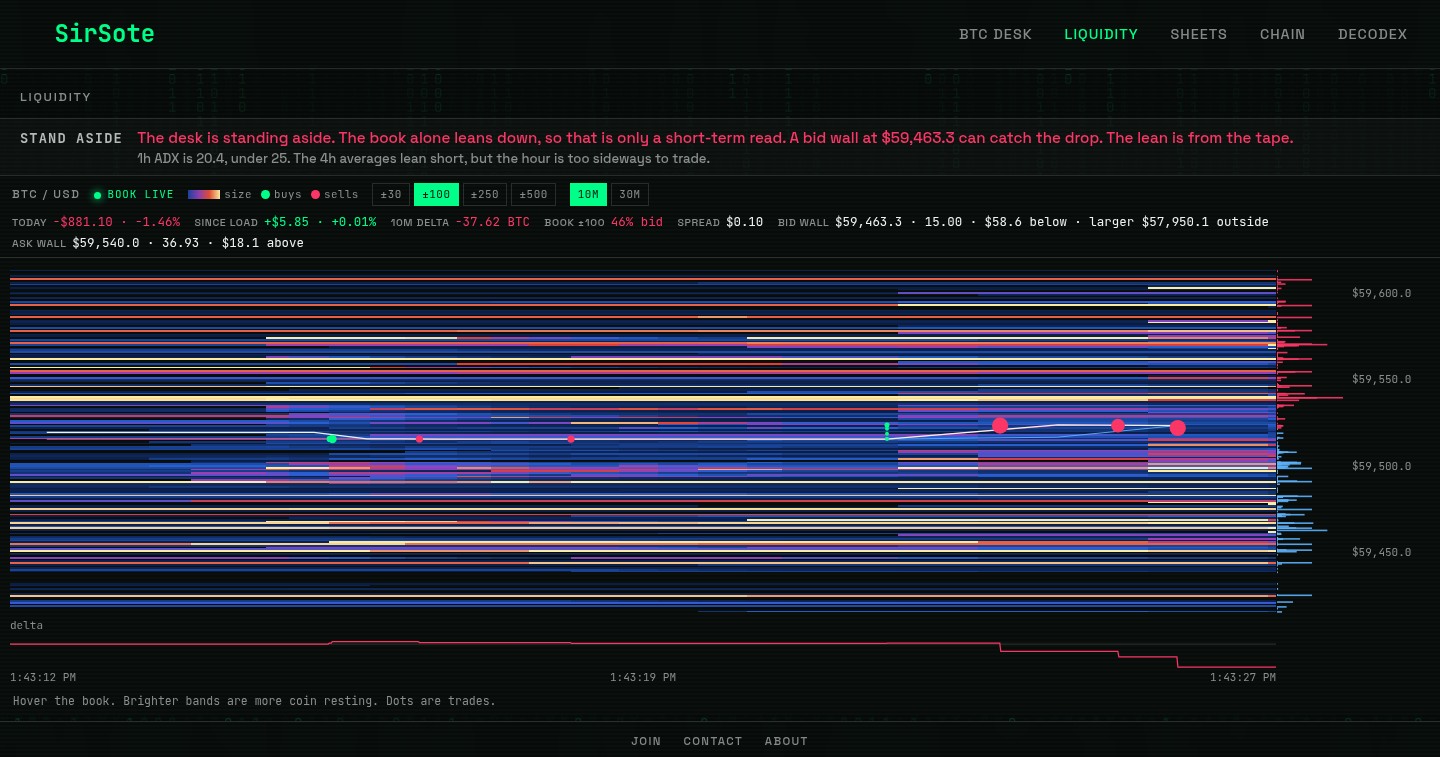 SirSote
BTC DESK LIQUIDITY SHEETS CHAIN DECODEX
LIQUIDITY
STAND ASIDE The desk is standing aside. The book alone leans down, so that is only a short-term read. A bid wall at $59,463.3 can catch the drop. The lean is from the tape.
1h ADX is 20.4, under 25. The 4h averages lean short, but the hour is too sideways to trade.
BTC / USD BOOK LIVE size buys sells ±30 ±100 ±250 ±500 10M 30M
TODAY -$881.10 · -1.46% SINCE LOAD +$5.85 · +0.01% 10M DELTA -37.62 BTC BOOK ±100 46% bid SPREAD $0.10 BID WALL $59,463.3 · 15.00 · $58.6 below · larger $57,950.1 outside
ASK WALL $59,540.0 · 36.93 · $18.1 above
$59,600.0
$59,550.0
$59,500.0
$59,450.0
delta
1:43:12 PM 1:43:19 PM 1:43:27 PM
Hover the book. Brighter bands are more coin resting. Dots are trades.
JOIN CONTACT ABOUT